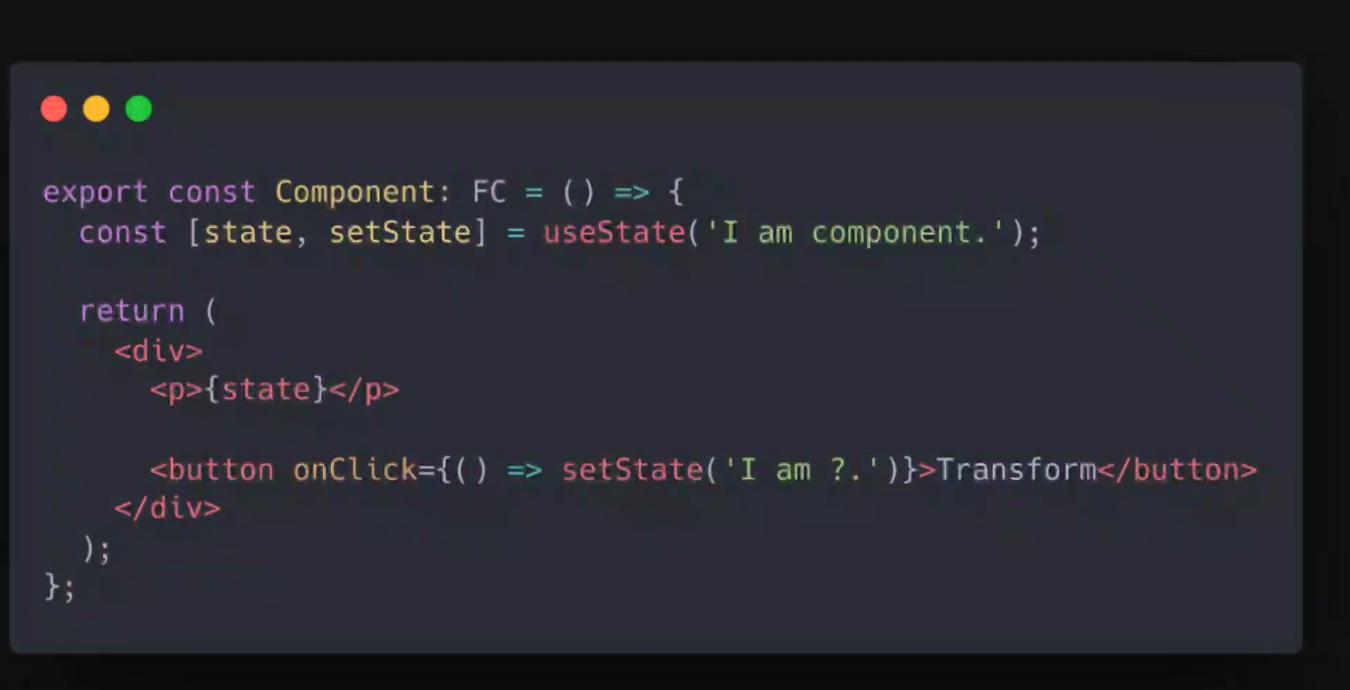 export const Component: FC = () => {
  const [state, setState] = useState('I am component.');
  return (
    <div>
      <p>{state}</p>
      <button onClick={() => setState('I am ?.')}>Transform</button>
    </div>
  );
};